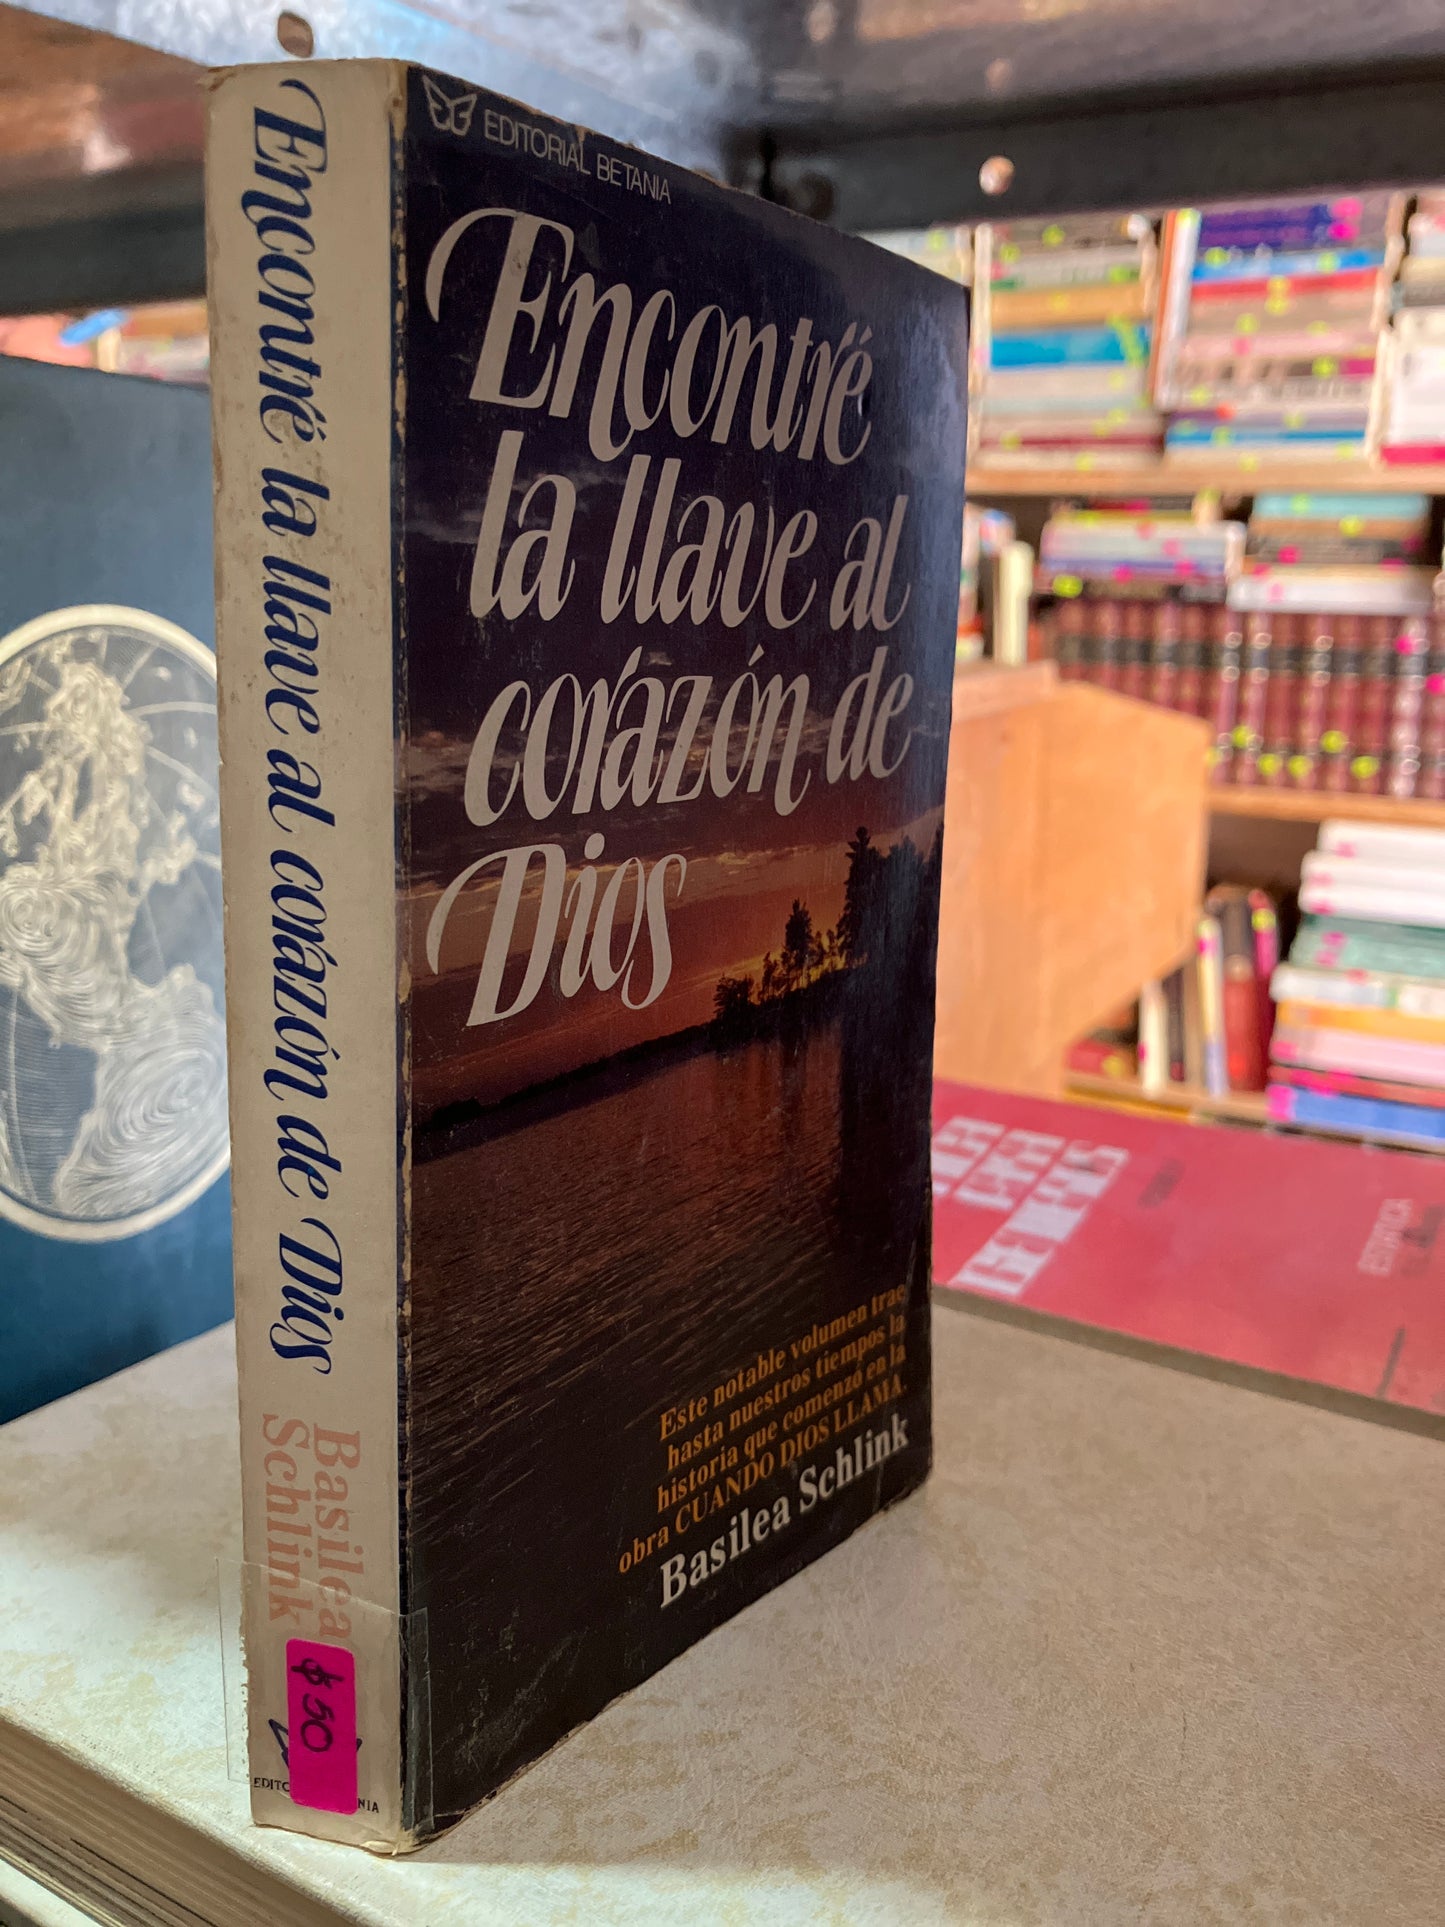 EDITORIAL BETANIA
Encontré
la llave al
corazón de
Dios
Este notable volumen trae
hasta nuestros tiempos la
historia que comenzó en la
obra CUANDO DIOS LLAMA.
Basilea Schlink
Encontré la llave al corazón de Dios
Basilea
Schlink
$50
ESTATICA